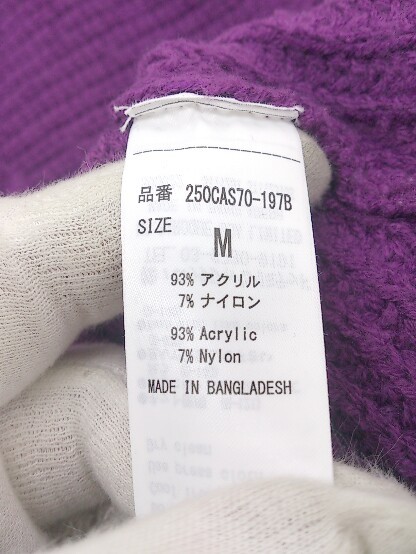 品番 250CAS70-197B
SIZE
M
93% アクリル
7% ナイロン
93% Acrylic
7% Nylon
MADE IN BANGLADESH